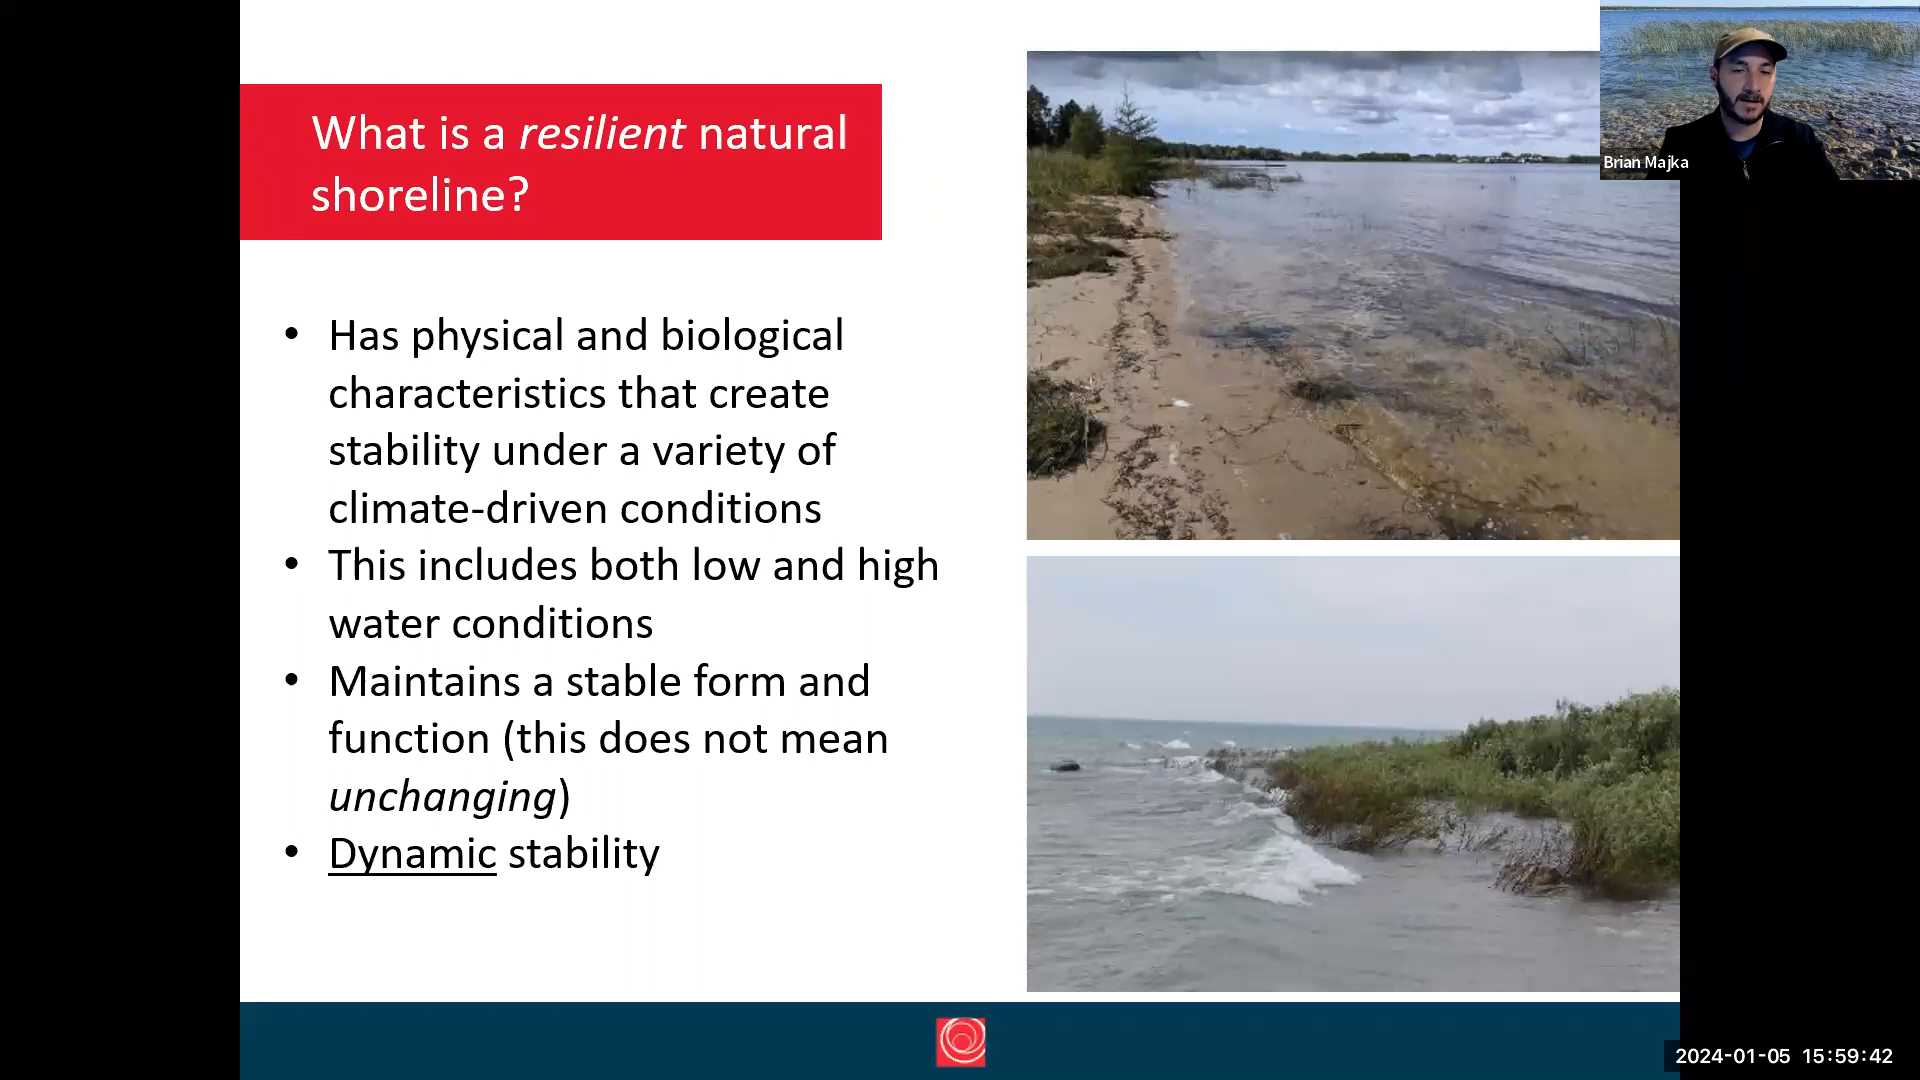 What is a resilient natural
shoreline?
• Has physical and biological
characteristics that create
stability under a variety of
climate-driven conditions
• This includes both low and high
water conditions
• Maintains a stable form and
function (this does not mean
unchanging)
• Dynamic stability
Brian Majka
2024-01-05 15:59:42